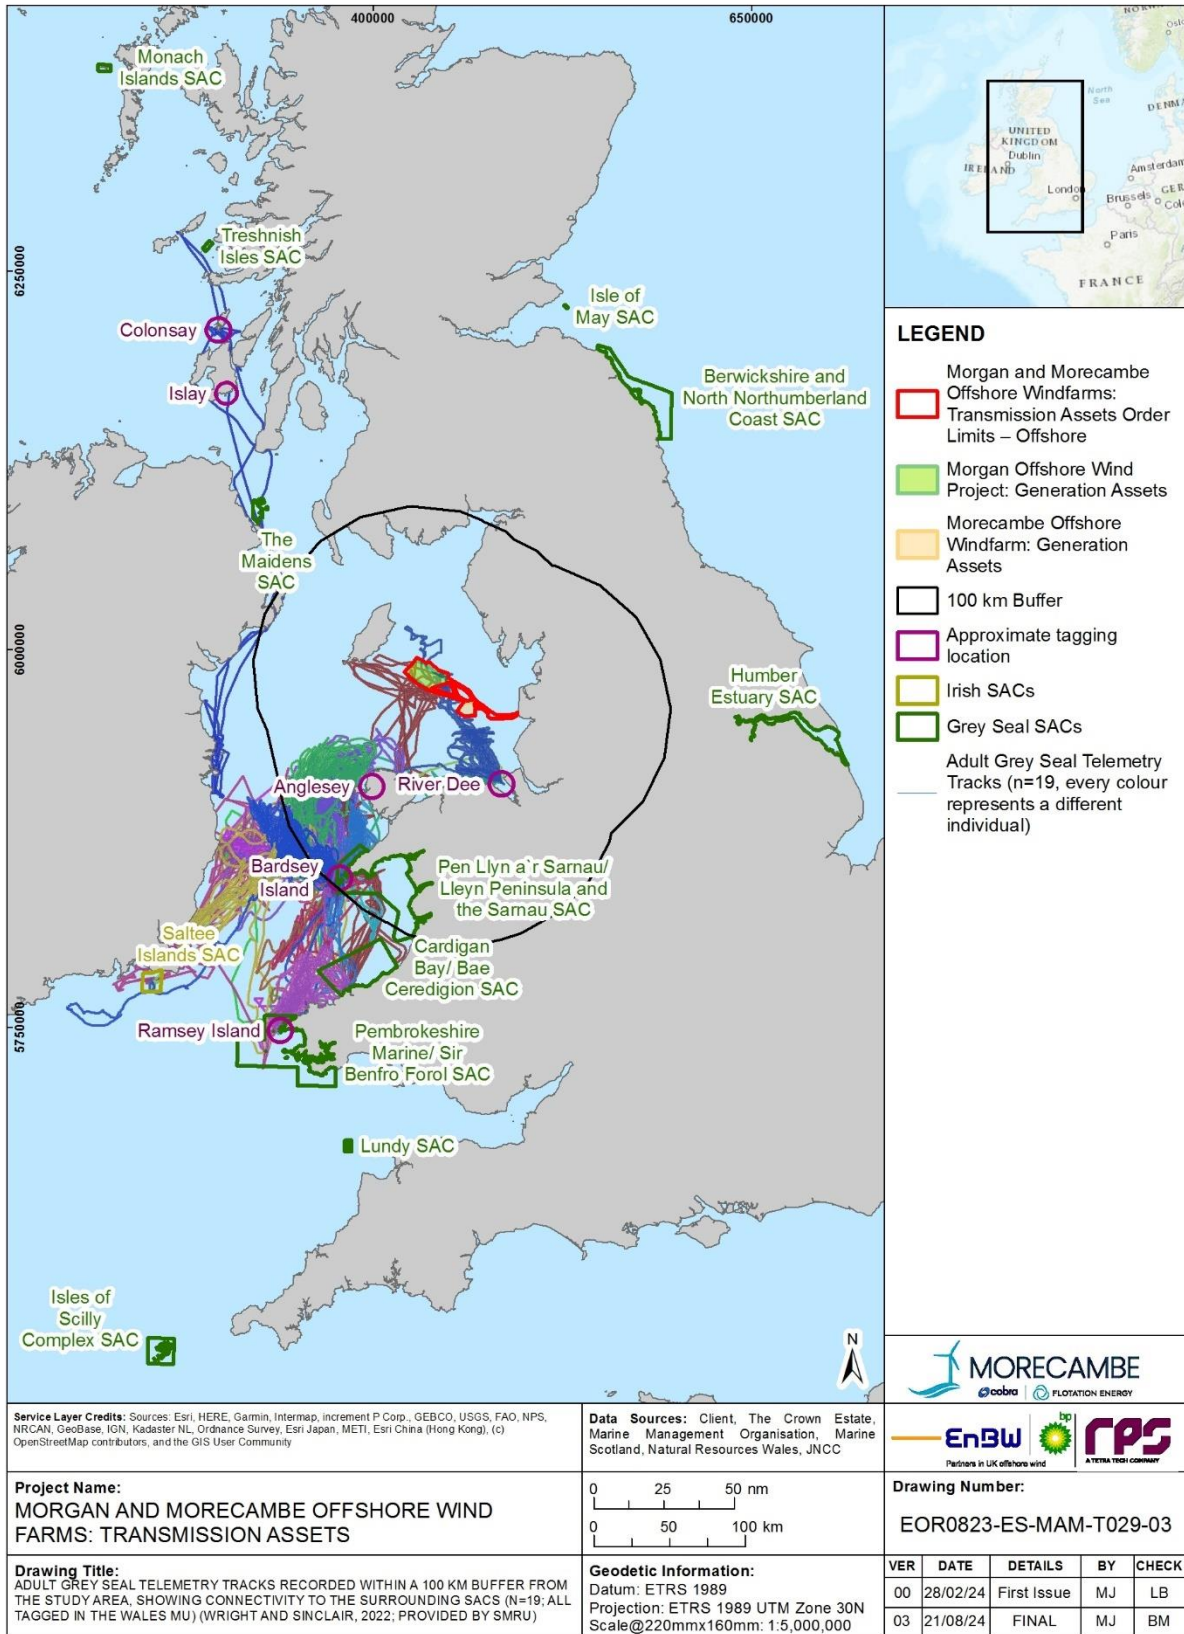 400000
650000
6250000
6000000
5750000
Monach
Islands SAC
Treshnish
Isles SAC
Colonsay
Islay
The
Maidens
SAC
Isle of
May SAC
Berwickshire and
North Northumberland
Coast SAC
Humber
Estuary SAC
Anglesey
River Dee
Bardsey
Island
Pen Llyn a`r Sarnau/
Lleyn Peninsula and
the Sarnau SAC
Saltee
Islands SAC
Cardigan
Bay/ Bae
Ceredigion SAC
Ramsey Island
Pembrokeshire
Marine/ Sir
Benfro Forol SAC
Lundy SAC
Isles of
Scilly
Complex SAC
N
North
Sea
UNITED
KINGDOM
Dublin
IRELAND
London
Amsterdam
Brussels
Paris
FRANCE
LEGEND
Morgan and Morecambe
Offshore Windfarms:
Transmission Assets Order
Limits – Offshore
Morgan Offshore Wind
Project: Generation Assets
Morecambe Offshore
Windfarm: Generation
Assets
100 km Buffer
Approximate tagging
location
Irish SACs
Grey Seal SACs
Adult Grey Seal Telemetry
Tracks (n=19, every colour
represents a different
individual)
MORECAMBE
cobra
FLOTATION ENERGY
EnBW
Partners in UK offshore wind
bp
rps
A TETRA TECH COMPANY
Service Layer Credits: Sources: Esri, HERE, Garmin, Intermap, increment P Corp., GEBCO, USGS, FAO, NPS,
NRCAN, GeoBase, IGN, Kadaster NL, Ordnance Survey, Esri Japan, METI, Esri China (Hong Kong), (c)
OpenStreetMap contributors, and the GIS User Community
Data Sources: Client, The Crown Estate,
Marine Management Organisation, Marine
Scotland, Natural Resources Wales, JNCC
Project Name:
MORGAN AND MORECAMBE OFFSHORE WIND
FARMS: TRANSMISSION ASSETS
0 25 50 nm
0 50 100 km
Drawing Number:
EOR0823-ES-MAM-T029-03
Drawing Title:
ADULT GREY SEAL TELEMETRY TRACKS RECORDED WITHIN A 100 KM BUFFER FROM
THE STUDY AREA, SHOWING CONNECTIVITY TO THE SURROUNDING SACS (N=19; ALL
TAGGED IN THE WALES MU) (WRIGHT AND SINCLAIR, 2022; PROVIDED BY SMRU)
Geodetic Information:
Datum: ETRS 1989
Projection: ETRS 1989 UTM Zone 30N
Scale@220mmx160mm: 1:5,000,000
VER DATE DETAILS BY CHECK
00 28/02/24 First Issue MJ LB
03 21/08/24 FINAL MJ BM